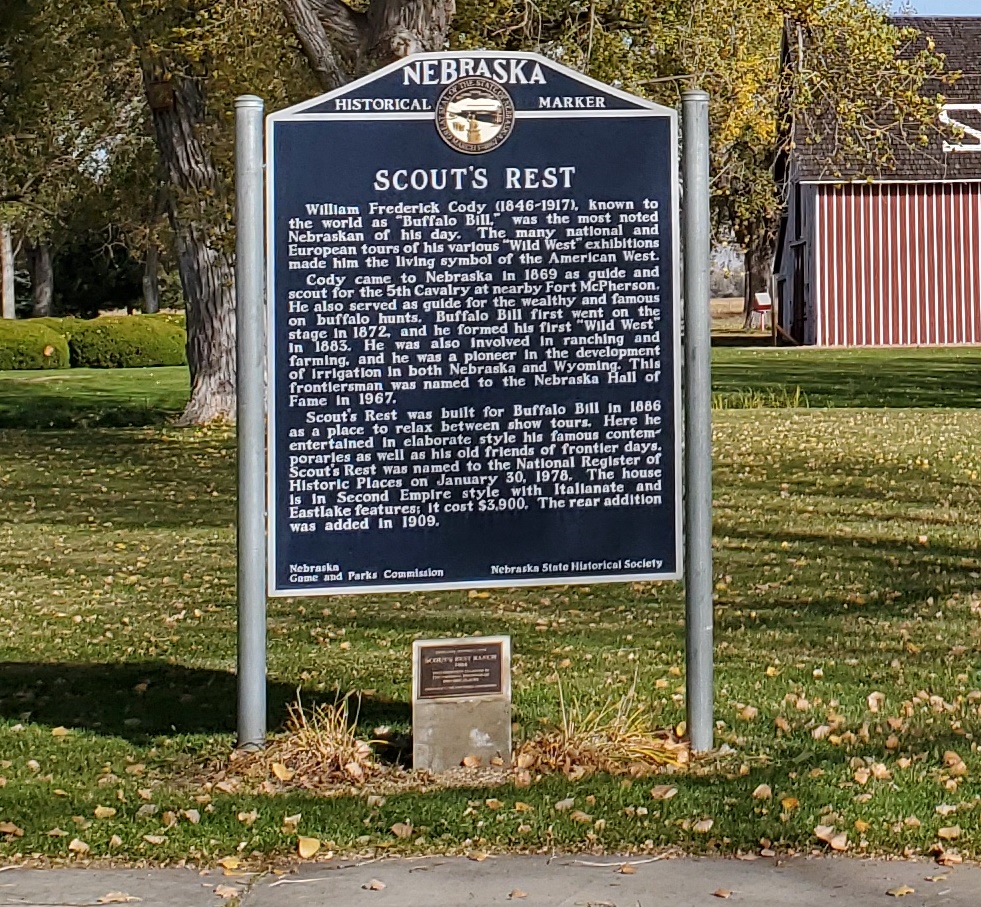 NEBRASKA
HISTORICAL MARKER
SCOUT'S REST
William Frederick Cody (1846-1917), known to
the world as "Buffalo Bill," was the most noted
Nebraskan of his day. The many national and
European tours of his various "Wild West" exhibitions
made him the living symbol of the American West.
Cody came to Nebraska in 1869 as guide and
scout for the 5th Cavalry at nearby Fort McPherson.
He also served as guide for the wealthy and famous
on buffalo hunts. Buffalo Bill first went on the
stage in 1872, and he formed his first "Wild West"
in 1883. He was also involved in ranching and
farming, and he was a pioneer in the development
of irrigation in both Nebraska and Wyoming. This
frontiersman was named to the Nebraska Hall of
Fame in 1967.
Scout's Rest was built for Buffalo Bill in 1886
as a place to relax between show tours. Here he
entertained in elaborate style his famous contem-
poraries as well as his old friends of frontier days.
Scout's Rest was named to the National Register of
Historic Places on January 30, 1978. The house
is in Second Empire style with Italianate and
Eastlake features; it cost $3,900. The rear addition
was added in 1909.
Nebraska
Game and Parks Commission
Nebraska State Historical Society
SCOUT'S REST RANCH